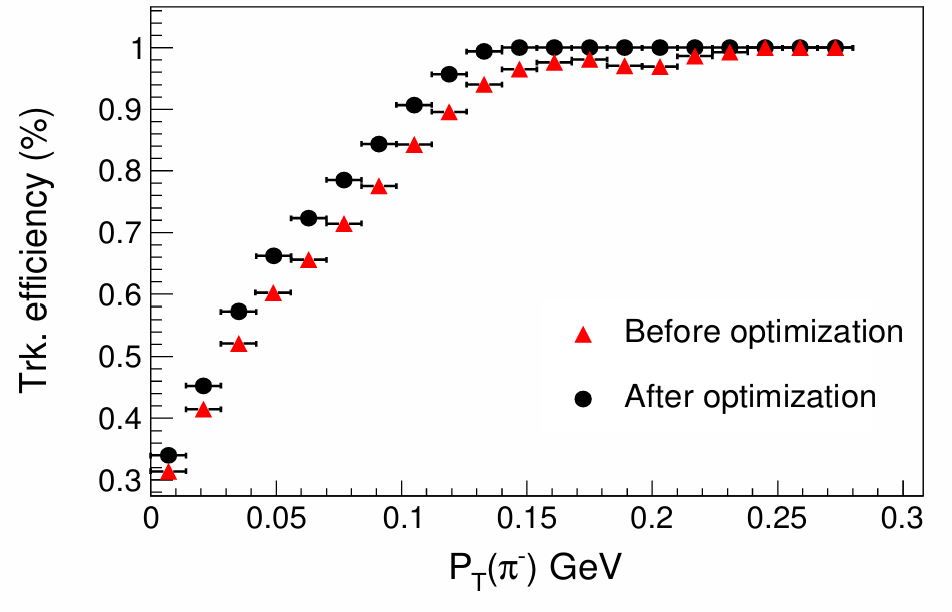 1
0.9
0.8
0.7
0.6
0.5
0.4
0.3
Trk. efficiency (%)
Before optimization
After optimization
0 0.05 0.1 0.15 0.2 0.25 0.3
P_T(π⁻) GeV